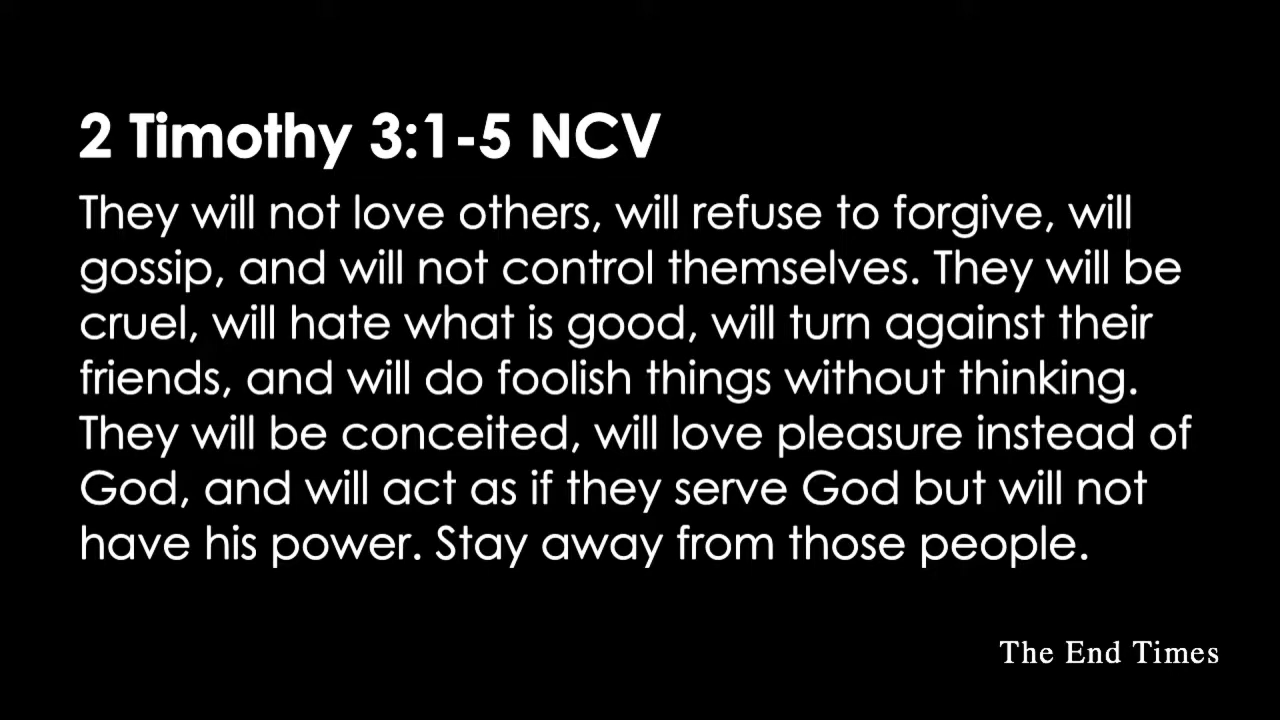 2 Timothy 3:1-5 NCV
They will not love others, will refuse to forgive, will
gossip, and will not control themselves. They will be
cruel, will hate what is good, will turn against their
friends, and will do foolish things without thinking.
They will be conceited, will love pleasure instead of
God, and will act as if they serve God but will not
have his power. Stay away from those people.
The End Times